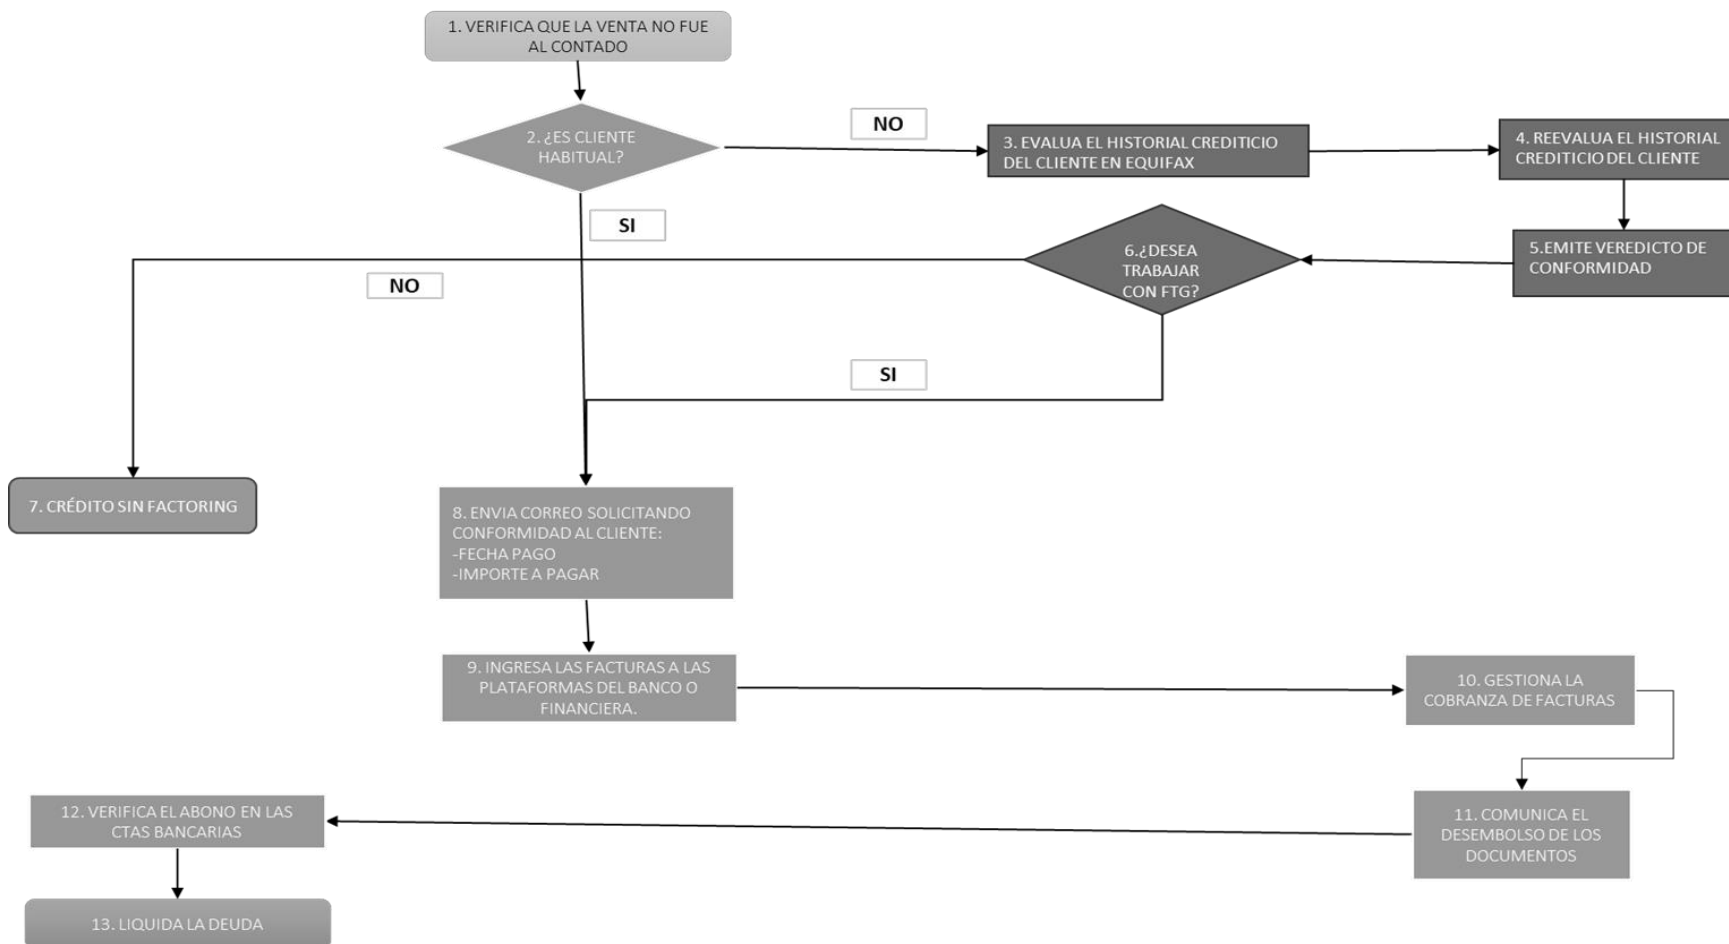 1. VERIFICA QUE LA VENTA NO FUE
AL CONTADO
2. ¿ES CLIENTE
HABITUAL?
NO
3. EVALUA EL HISTORIAL CREDITICIO
DEL CLIENTE EN EQUIFAX
4. REEVALUA EL HISTORIAL
CREDITICIO DEL CLIENTE
SI
5.EMITE VEREDICTO DE
CONFORMIDAD
6.¿DESEA
TRABAJAR
CON FTG?
NO
SI
7. CRÉDITO SIN FACTORING
8. ENVIA CORREO SOLICITANDO
CONFORMIDAD AL CLIENTE:
-FECHA PAGO
-IMPORTE A PAGAR
9. INGRESA LAS FACTURAS A LAS
PLATAFORMAS DEL BANCO O
FINANCIERA.
10. GESTIONA LA
COBRANZA DE FACTURAS
11. COMUNICA EL
DESEMBOLSO DE LOS
DOCUMENTOS
12. VERIFICA EL ABONO EN LAS
CTAS BANCARIAS
13. LIQUIDA LA DEUDA